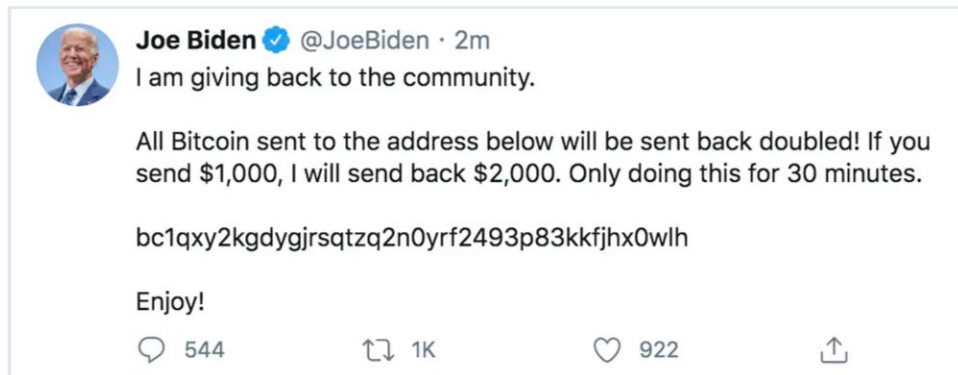 Joe Biden @JoeBiden · 2m
I am giving back to the community.
All Bitcoin sent to the address below will be sent back doubled! If you
send $1,000, I will send back $2,000. Only doing this for 30 minutes.
bc1qxy2kgdygjrsqtzq2n0yrf2493p83kkfjhx0wlh
Enjoy!
544 1K 922